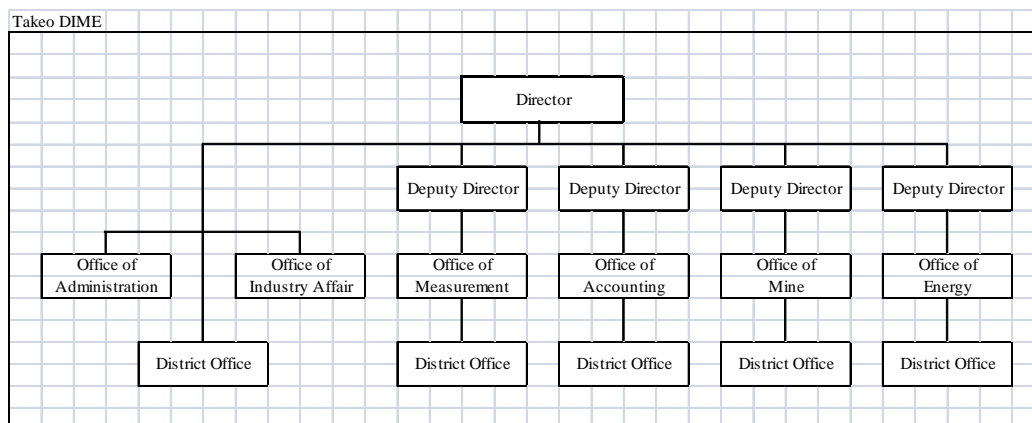 Takeo DIME
Director
Deputy Director
Deputy Director
Deputy Director
Deputy Director
Office of
Administration
Office of
Industry Affair
Office of
Measurement
Office of
Accounting
Office of
Mine
Office of
Energy
District Office
District Office
District Office
District Office
District Office